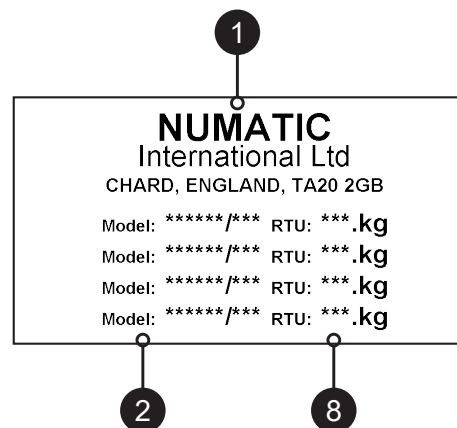 1
NUMATIC
International Ltd
CHARD, ENGLAND, TA20 2GB
Model: ******/*** RTU: ***.kg
Model: ******/*** RTU: ***.kg
Model: ******/*** RTU: ***.kg
Model: ******/*** RTU: ***.kg
2 8